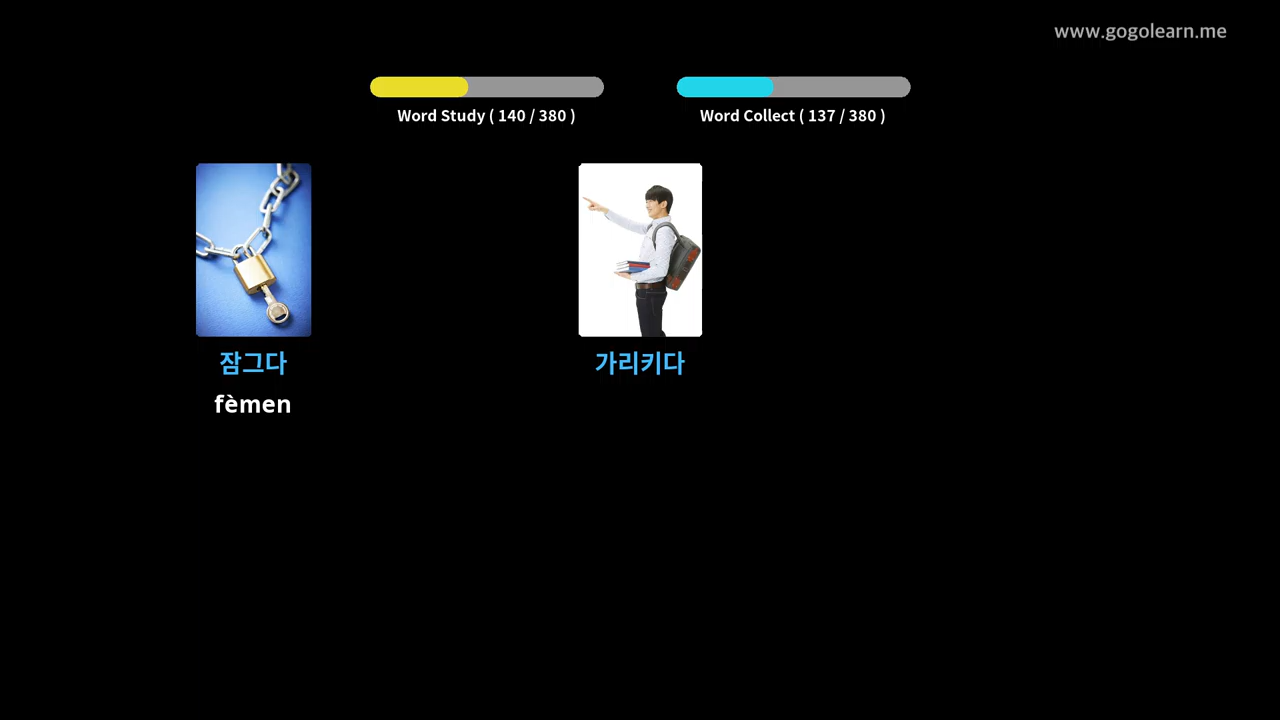 www.gogolearn.me
Word Study ( 140 / 380 )
Word Collect ( 137 / 380 )
잠그다
가리키다
fèmen